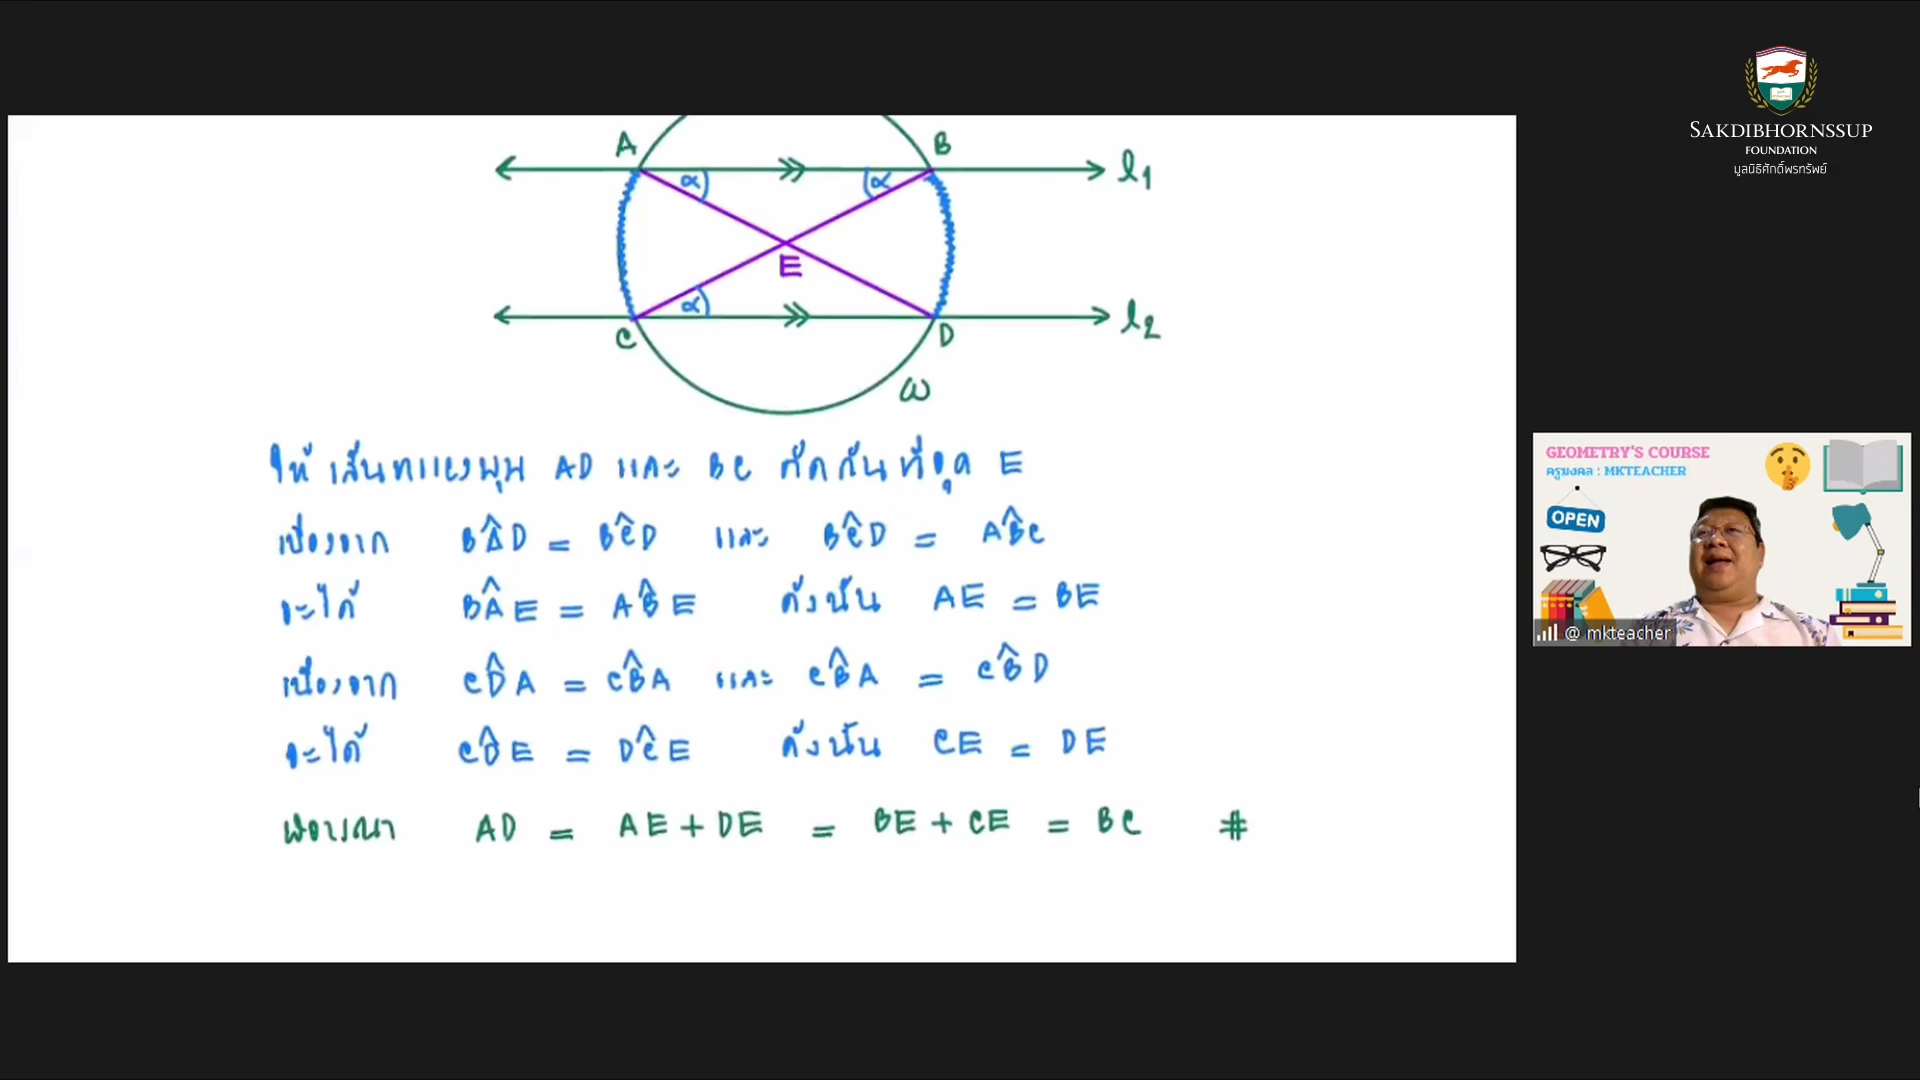 SAKDIBHORNSSUP
FOUNDATION
มูลนิธิศักดิ์พรทรัพย์
A
B
l1
α
α
E
α
C
D
l2
ω
ให้ เส้นทแยงมุม AD และ BC ตัดกันที่จุด E
เนื่องจาก BÂD = BĈD และ BĈD = AB̂C
จะได้ BÂE = AB̂E ดังนั้น AE = BE
เนื่องจาก CD̂A = CB̂A และ CB̂A = CB̂D
จะได้ CD̂E = DĈE ดังนั้น CE = DE
พิจารณา AD = AE + DE = BE + CE = BC #
GEOMETRY'S COURSE
ครูมงคล : MKTEACHER
OPEN
@ mkteacher